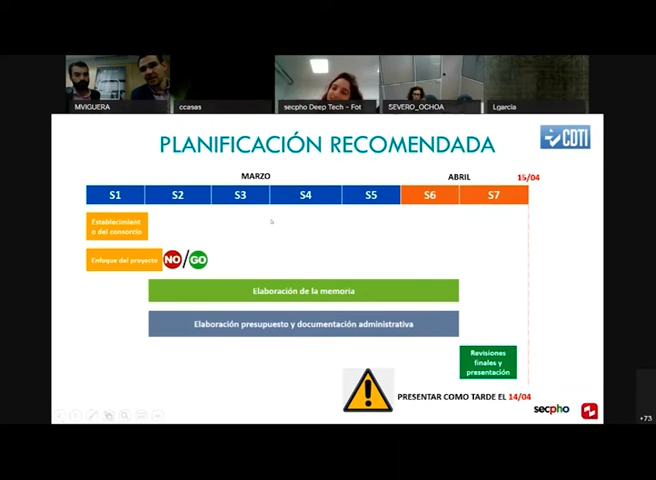 MVIGUERA
ccasas
secpho Deep Tech - Fot
SEVERO_OCHOA
Lgarcia
PLANIFICACIÓN RECOMENDADA
CDTI
MARZO
ABRIL
15/04
S1
S2
S3
S4
S5
S6
S7
Establecimient
o del consorcio
Enfoque del proyecto
NO/GO
Elaboración de la memoria
Elaboración presupuesto y documentación administrativa
Revisiones
finales y
presentación
PRESENTAR COMO TARDE EL 14/04
secpho
+73